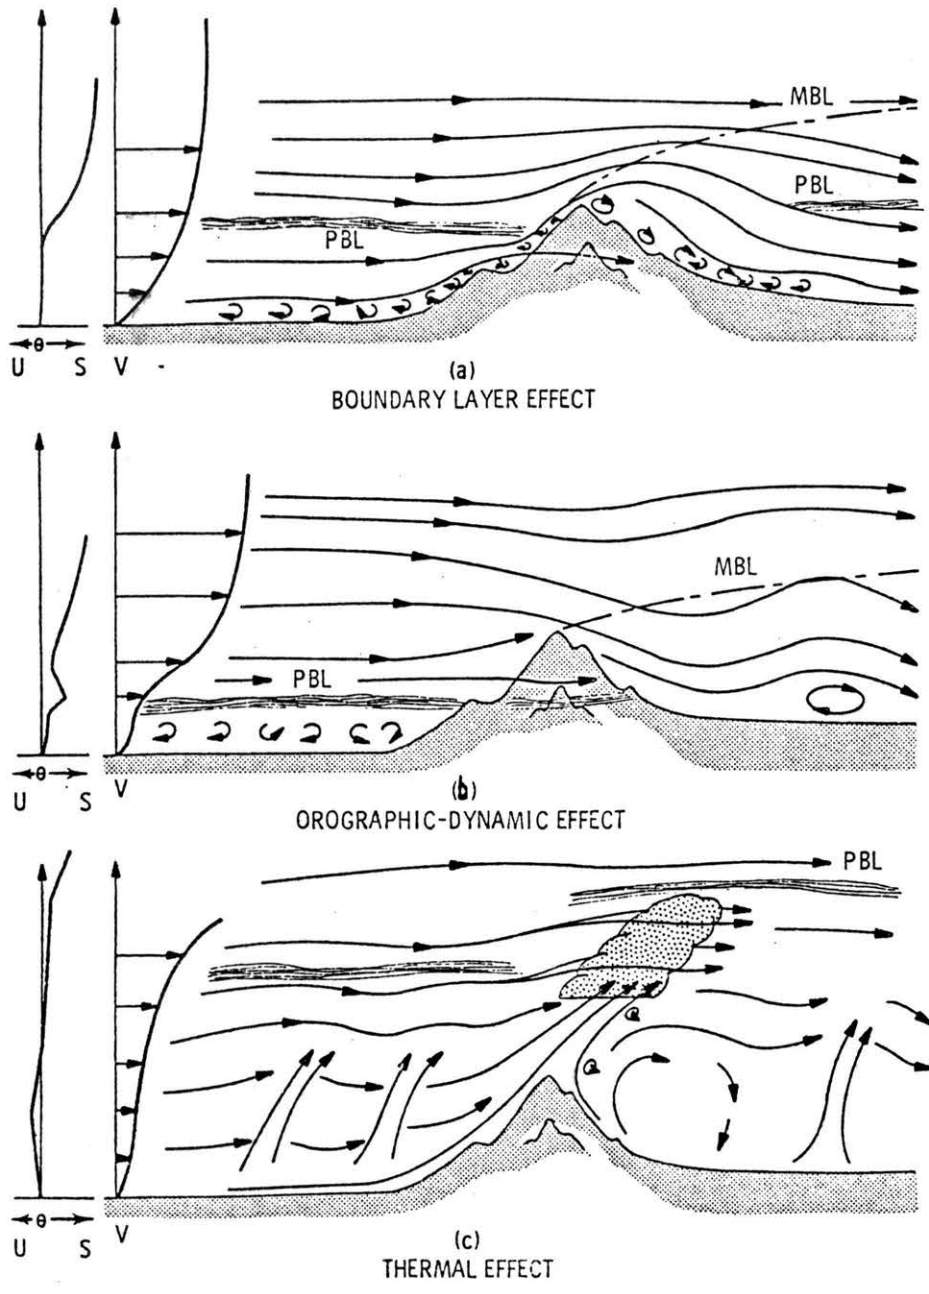 MBL
PBL
PBL
θ
U S V
(a)
BOUNDARY LAYER EFFECT
MBL
PBL
θ
U S V
(b)
OROGRAPHIC-DYNAMIC EFFECT
PBL
θ
U S V
(c)
THERMAL EFFECT